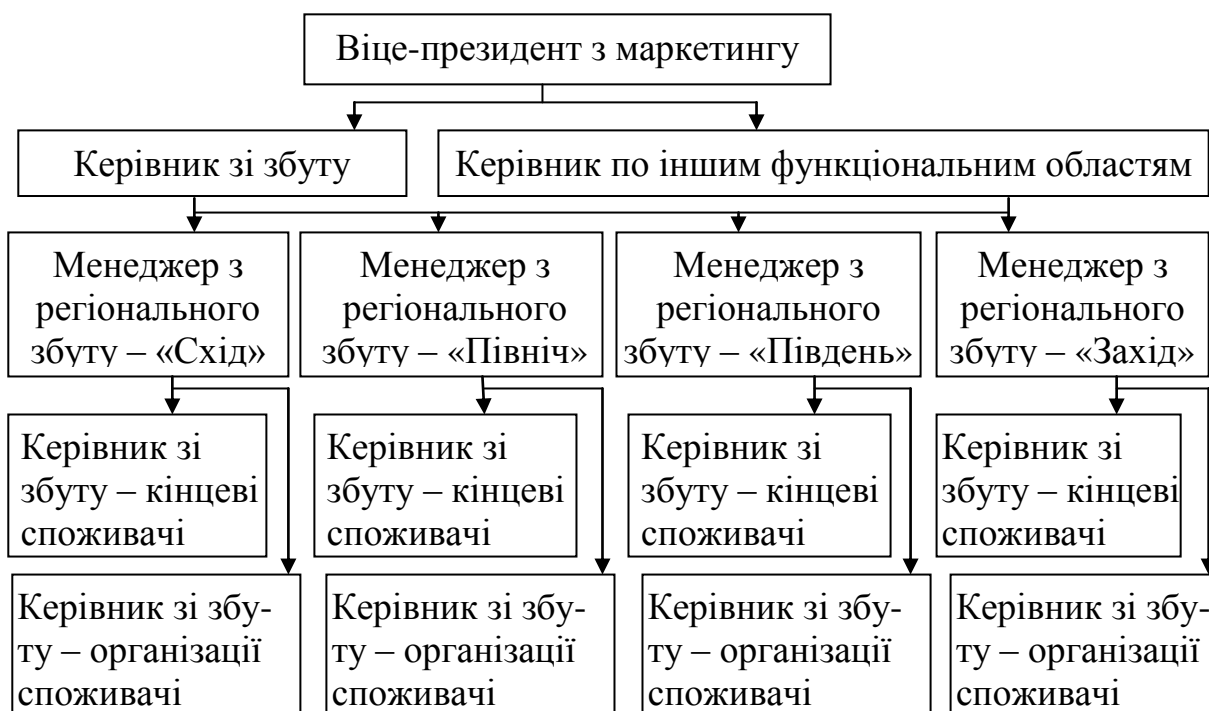 Віце-президент з маркетингу
Керівник зі збуту
Керівник по іншим функціональним областям
Менеджер з
регіонального
збуту – «Схід»
Менеджер з
регіонального
збуту – «Північ»
Менеджер з
регіонального
збуту – «Південь»
Менеджер з
регіонального
збуту – «Захід»
Керівник зі
збуту – кінцеві
споживачі
Керівник зі
збуту – кінцеві
споживачі
Керівник зі
збуту – кінцеві
споживачі
Керівник зі
збуту – кінцеві
споживачі
Керівник зі збу-
ту – організації
споживачі
Керівник зі збу-
ту – організації
споживачі
Керівник зі збу-
ту – організації
споживачі
Керівник зі збу-
ту – організації
споживачі